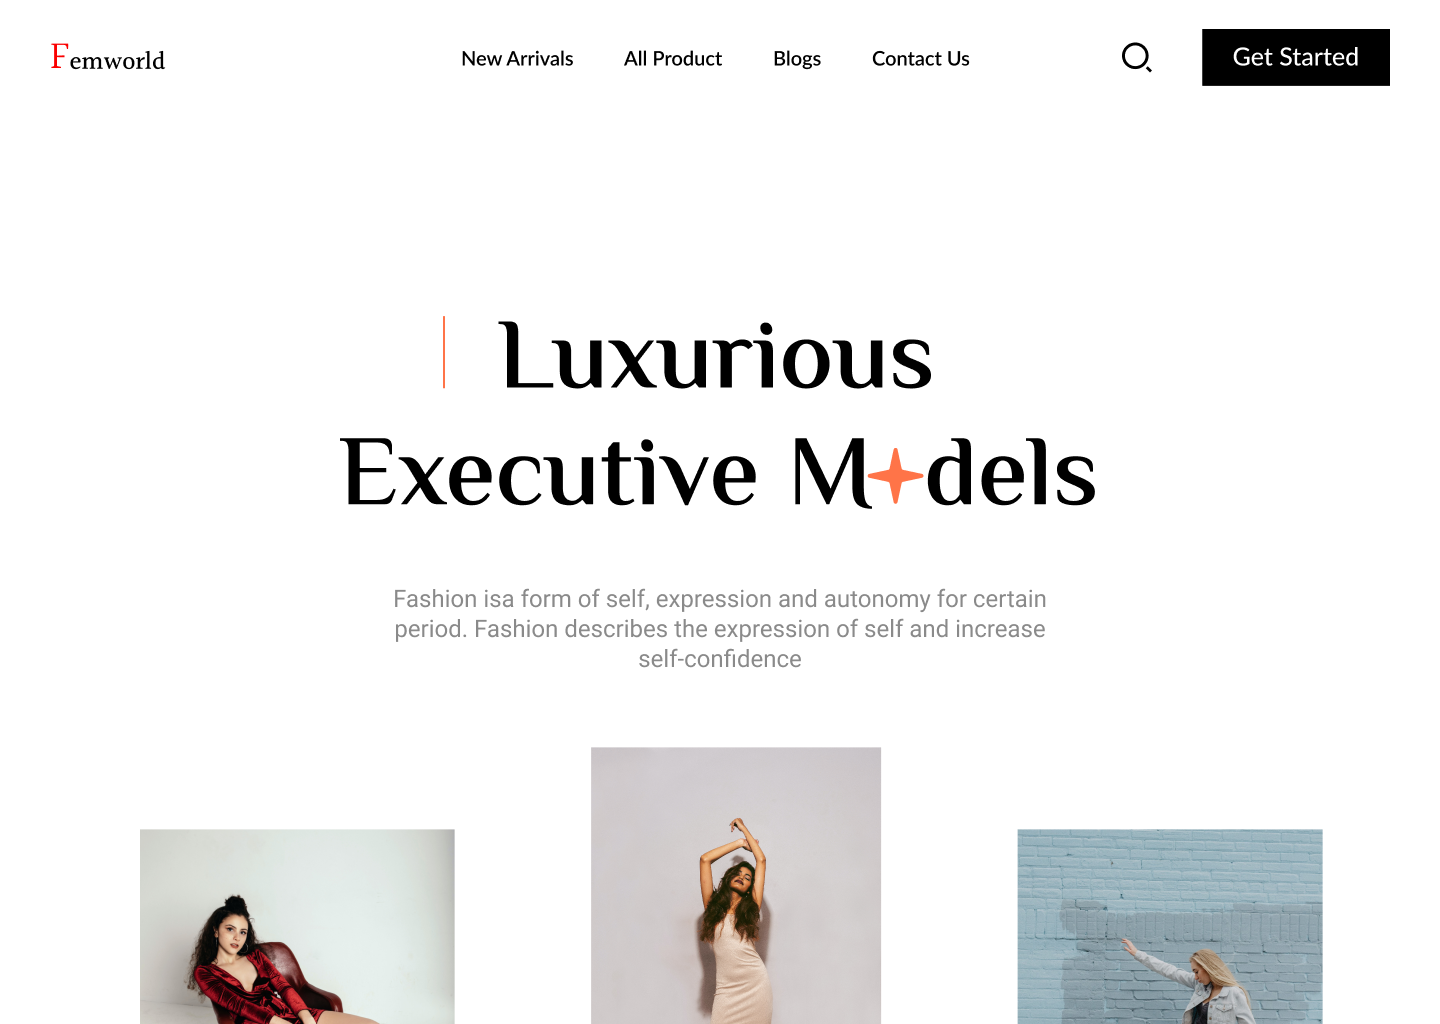 Femworld
New Arrivals
All Product
Blogs
Contact Us
Get Started
Luxurious
Executive M dels
Fashion isa form of self, expression and autonomy for certain
period. Fashion describes the expression of self and increase
self-confidence